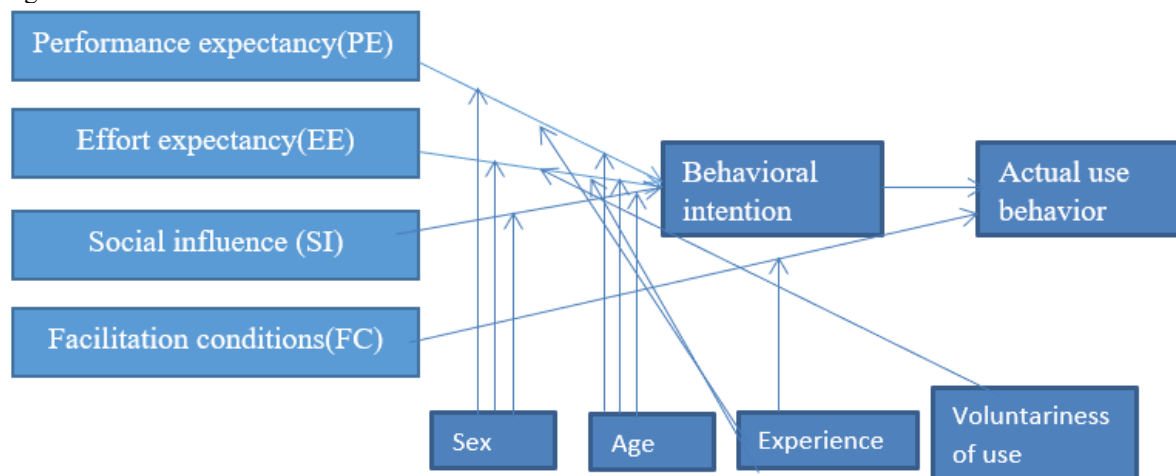 Performance expectancy(PE)
Effort expectancy(EE)
Social influence (SI)
Facilitation conditions(FC)
Behavioral
intention
Actual use
behavior
Sex
Age
Experience
Voluntariness
of use